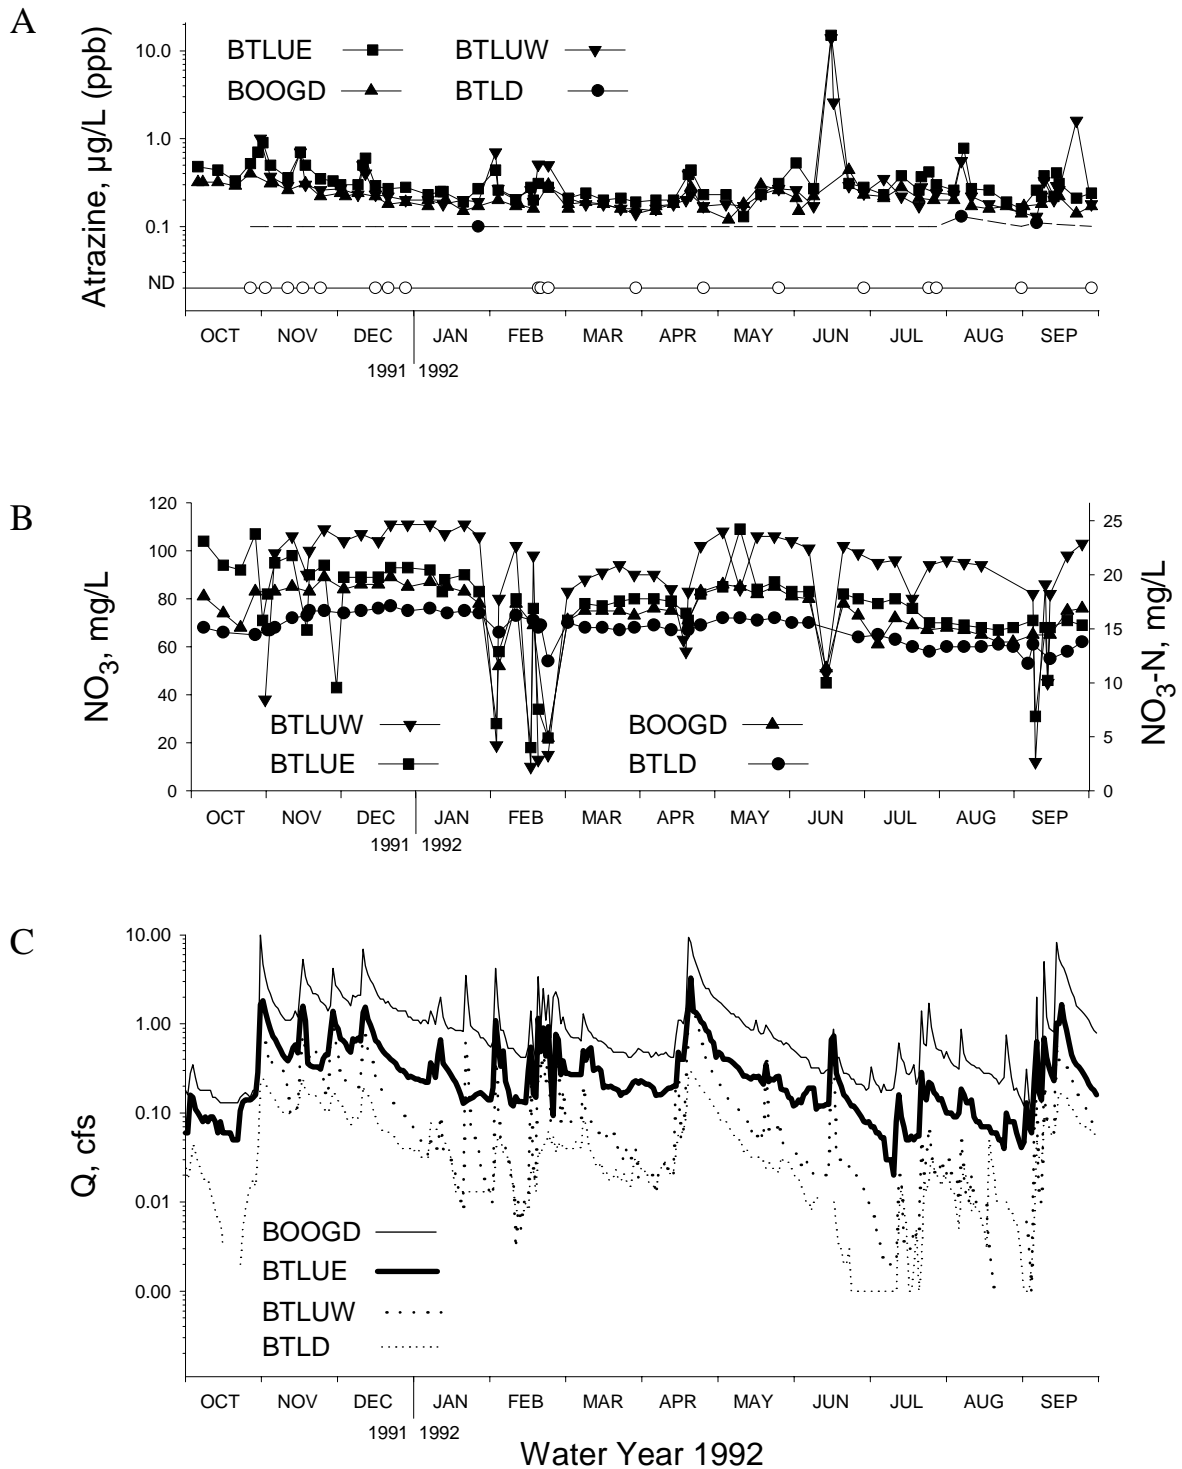 A
Atrazine, µg/L (ppb)
10.0
1.0
0.1
ND
BTLUE
BTLUW
BOOGD
BTLD
OCT NOV DEC JAN FEB MAR APR MAY JUN JUL AUG SEP
1991 1992
B
NO3, mg/L
120
100
80
60
40
20
0
NO3-N, mg/L
25
20
15
10
5
0
BTLUW
BOOGD
BTLUE
BTLD
OCT NOV DEC JAN FEB MAR APR MAY JUN JUL AUG SEP
1991 1992
C
Q, cfs
10.00
1.00
0.10
0.01
0.00
BOOGD
BTLUE
BTLUW
BTLD
OCT NOV DEC JAN FEB MAR APR MAY JUN JUL AUG SEP
1991 1992
Water Year 1992